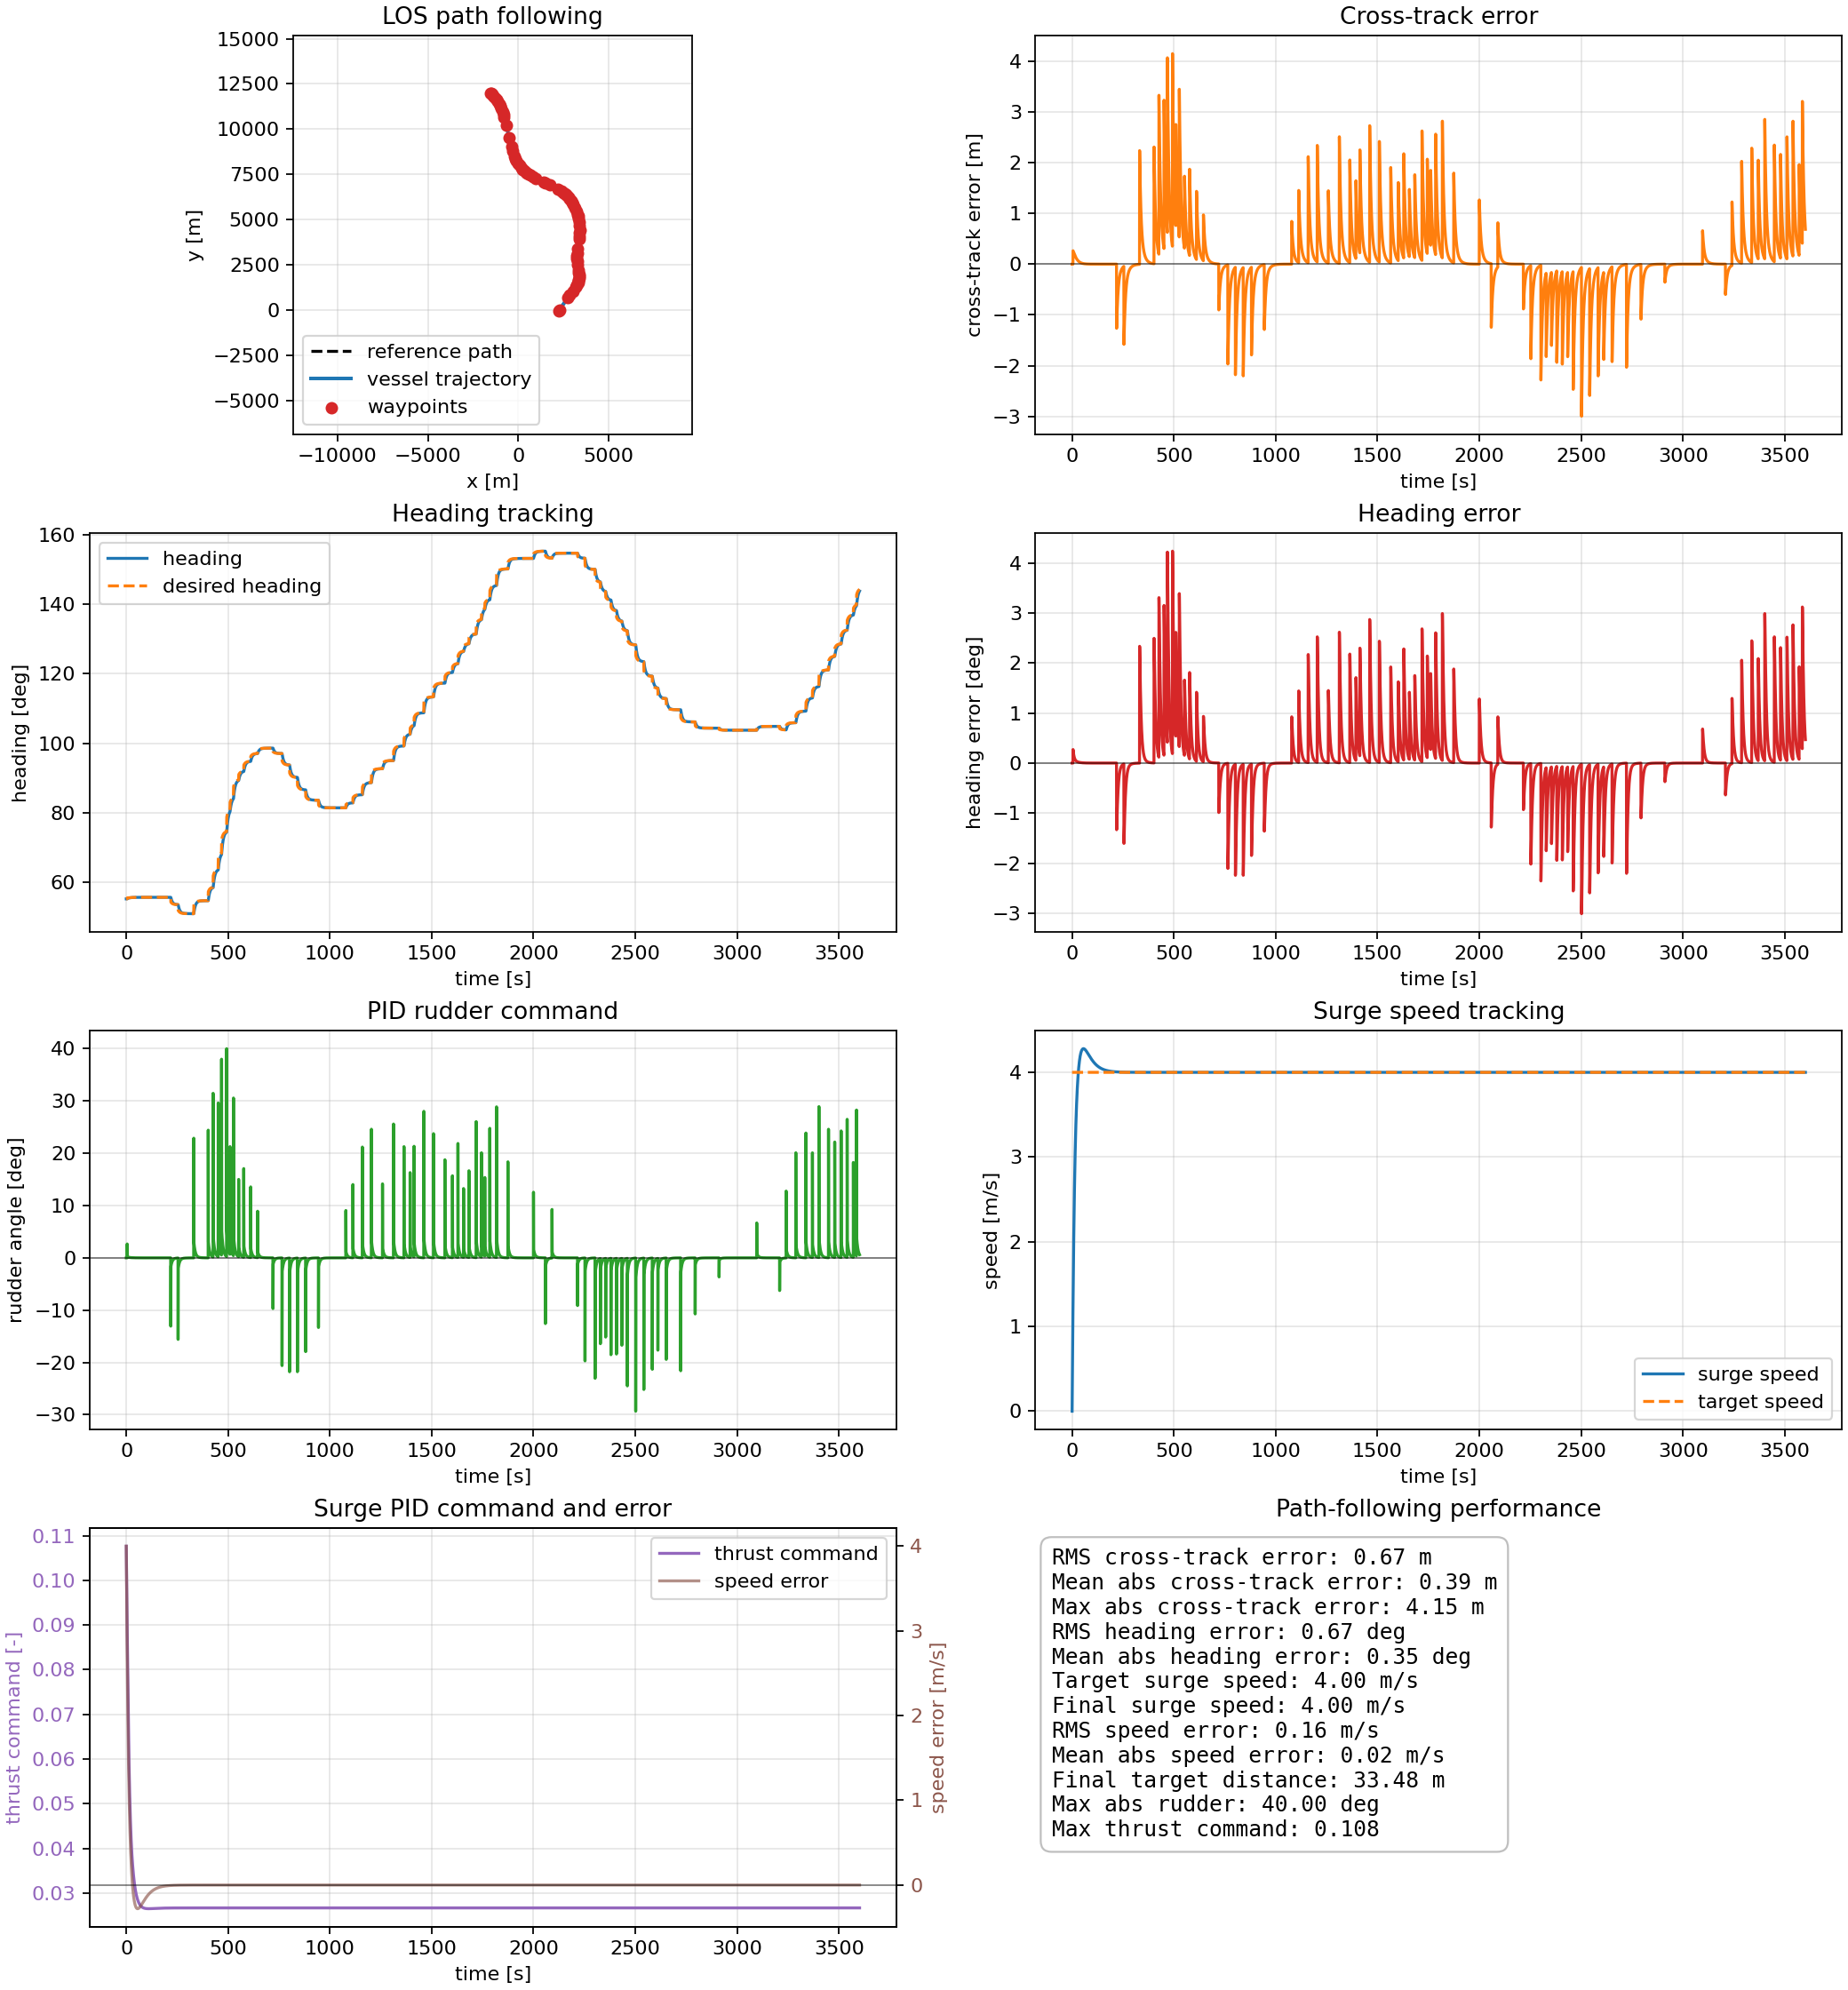 LOS path following
15000
12500
10000
7500
5000
2500
0
−2500
−5000
y [m]
−10000 −5000 0 5000
x [m]
reference path
vessel trajectory
waypoints
Cross-track error
4
3
2
1
0
−1
−2
−3
cross-track error [m]
0 500 1000 1500 2000 2500 3000 3500
time [s]
Heading tracking
160
140
120
100
80
60
heading [deg]
heading
desired heading
0 500 1000 1500 2000 2500 3000 3500
time [s]
Heading error
4
3
2
1
0
−1
−2
−3
heading error [deg]
0 500 1000 1500 2000 2500 3000 3500
time [s]
PID rudder command
40
30
20
10
0
−10
−20
−30
rudder angle [deg]
0 500 1000 1500 2000 2500 3000 3500
time [s]
Surge speed tracking
4
3
2
1
0
speed [m/s]
surge speed
target speed
0 500 1000 1500 2000 2500 3000 3500
time [s]
Surge PID command and error
0.11
0.10
0.09
0.08
0.07
0.06
0.05
0.04
0.03
thrust command [-]
thrust command
speed error
4
3
2
1
0
speed error [m/s]
0 500 1000 1500 2000 2500 3000 3500
time [s]
Path-following performance
RMS cross-track error: 0.67 m
Mean abs cross-track error: 0.39 m
Max abs cross-track error: 4.15 m
RMS heading error: 0.67 deg
Mean abs heading error: 0.35 deg
Target surge speed: 4.00 m/s
Final surge speed: 4.00 m/s
RMS speed error: 0.16 m/s
Mean abs speed error: 0.02 m/s
Final target distance: 33.48 m
Max abs rudder: 40.00 deg
Max thrust command: 0.108